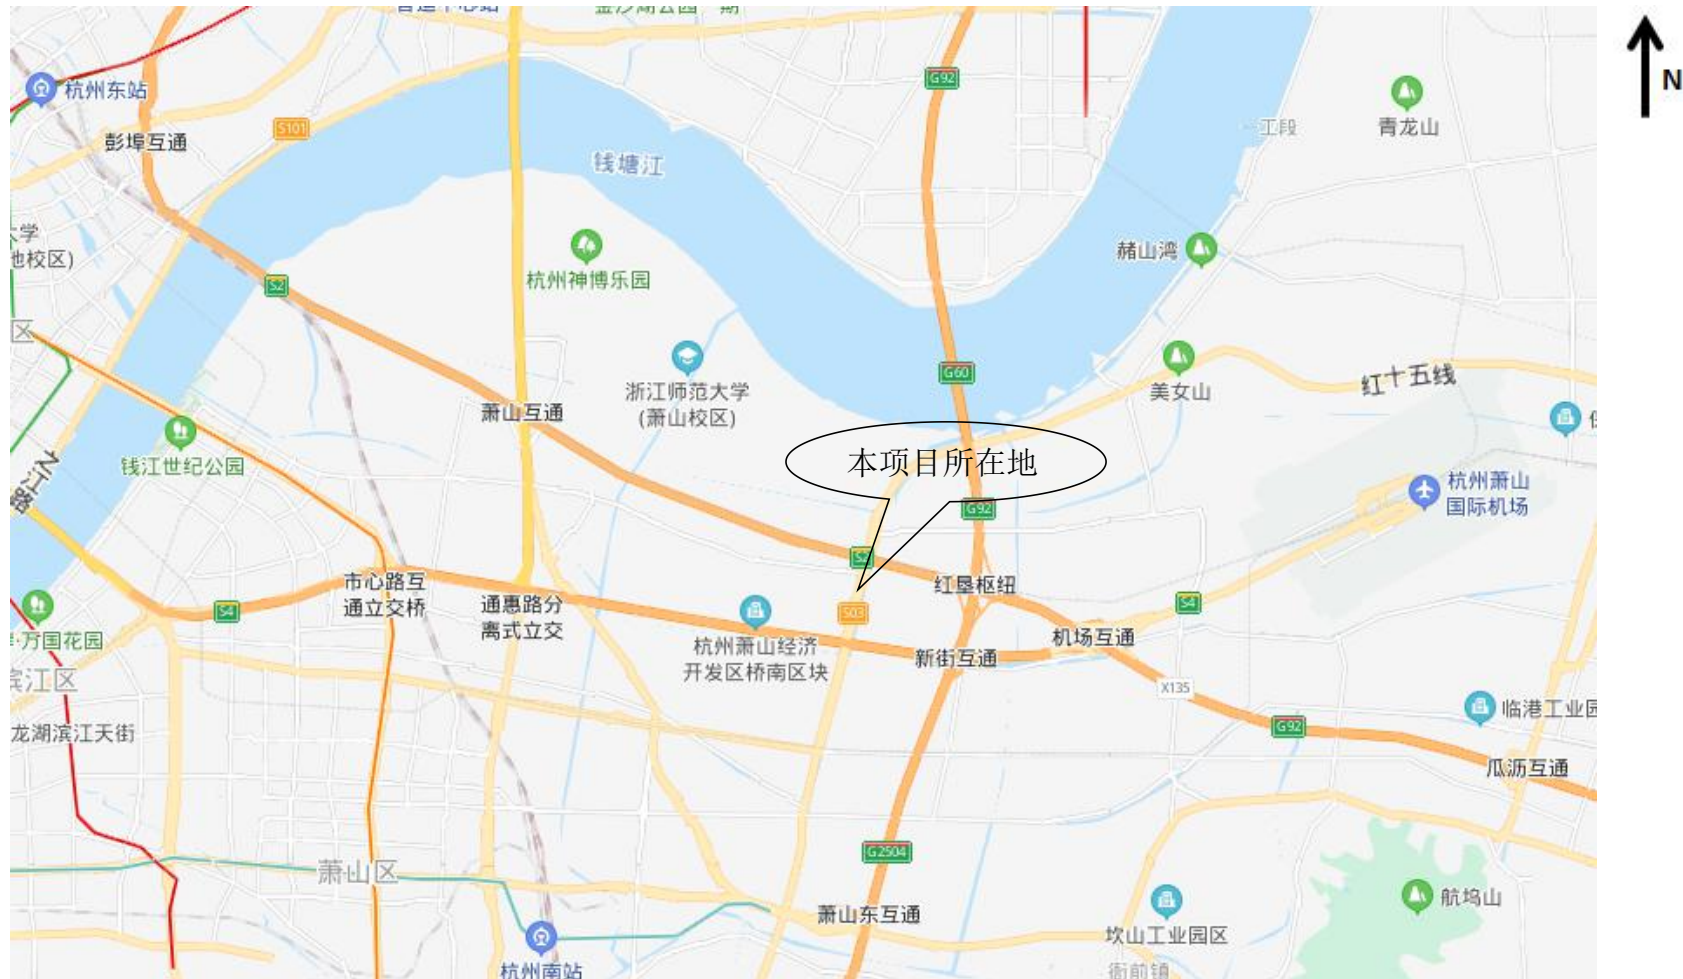 N
G92
杭州东站
青龙山
S101
一工段
彭埠互通
钱塘江
赭山湾
杭州神博乐园
S2
区
G60
红十五线
浙江师范大学
(萧山校区)
美女山
萧山互通
钱江世纪公园
之江路
本项目所在地
杭州萧山
国际机场
G92
S2
市心路互
通立交桥
通惠路分
离式立交
红垦枢纽
S4
S03
S4
万国花园
杭州萧山经济
开发区桥南区块
机场互通
新街互通
滨江区
X135
临港工业园
龙湖滨江天街
G92
瓜沥互通
G2504
萧山区
航坞山
萧山东互通
坎山工业园区
杭州南站
衙前镇